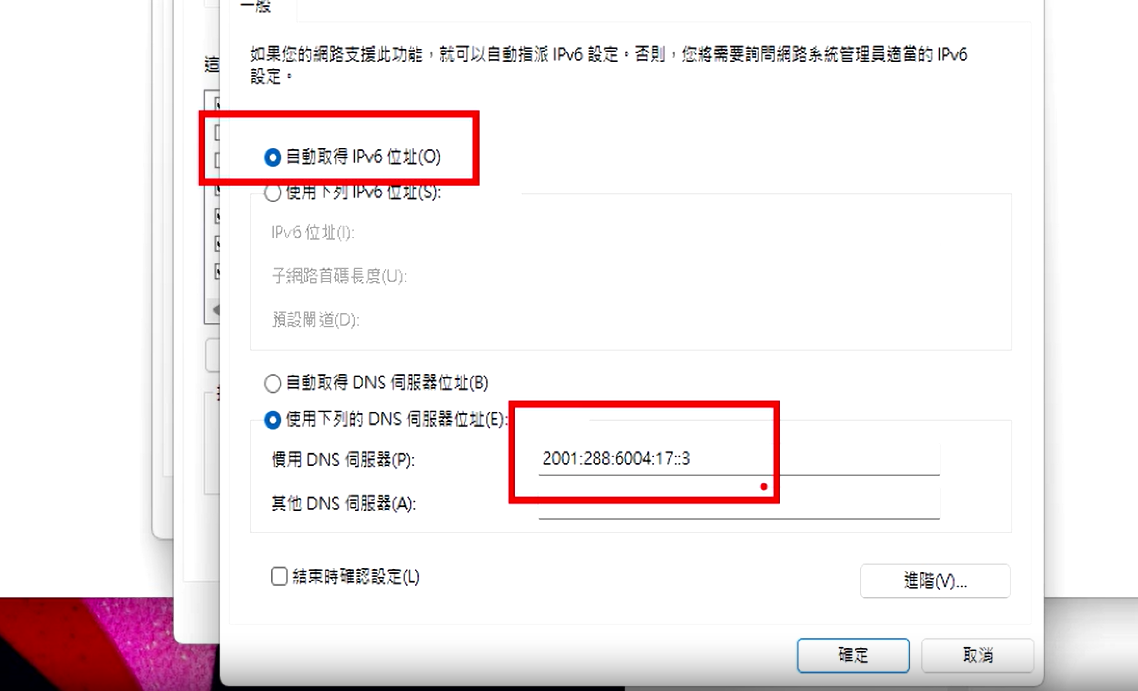 一般
這
如果您的網路支援此功能，就可以自動指派 IPv6 設定。否則，您將需要詢問網路系統管理員適當的 IPv6
設定。
自動取得 IPv6 位址(O)
使用下列 IPv6 位址(S):
IPv6 位址(I):
子網路首碼長度(U):
預設閘道(D):
自動取得 DNS 伺服器位址(B)
使用下列的 DNS 伺服器位址(E):
慣用 DNS 伺服器(P):
2001:288:6004:17::3
其他 DNS 伺服器(A):
結束時確認設定(L)
進階(V)...
確定
取消